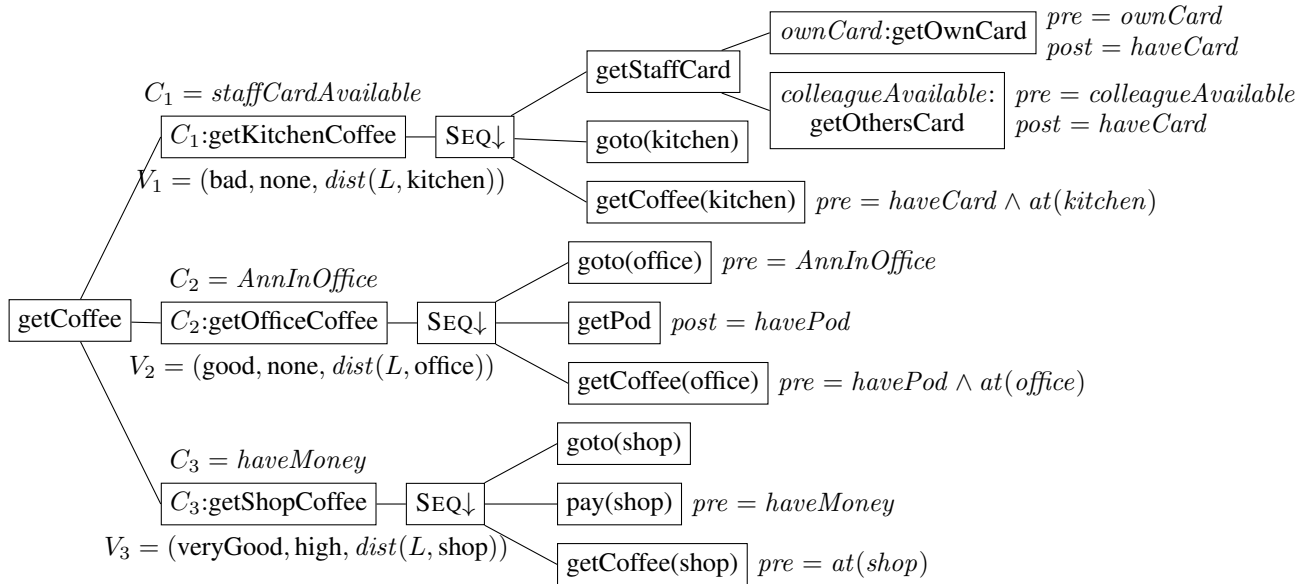 ownCard:getOwnCard pre = ownCard
post = haveCard
getStaffCard
C₁ = staffCardAvailable
colleagueAvailable: pre = colleagueAvailable
getOthersCard post = haveCard
C₁:getKitchenCoffee SEQ↓ goto(kitchen)
V₁ = (bad, none, dist(L, kitchen))
getCoffee(kitchen) pre = haveCard ∧ at(kitchen)
goto(office) pre = AnnInOffice
C₂ = AnnInOffice
getCoffee C₂:getOfficeCoffee SEQ↓ getPod post = havePod
V₂ = (good, none, dist(L, office))
getCoffee(office) pre = havePod ∧ at(office)
goto(shop)
C₃ = haveMoney
C₃:getShopCoffee SEQ↓ pay(shop) pre = haveMoney
V₃ = (veryGood, high, dist(L, shop))
getCoffee(shop) pre = at(shop)